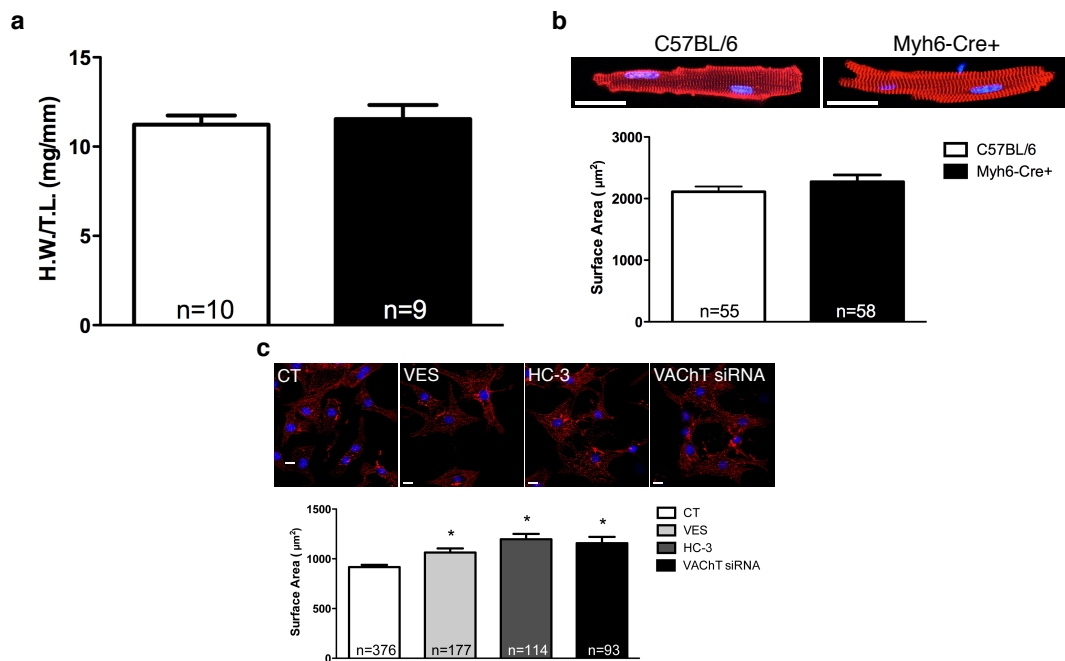 a
H.W./T.L. (mg/mm)
15
10
5
0
n=10
n=9
b
C57BL/6
Myh6-Cre+
Surface Area ( µm²)
3000
2000
1000
0
n=55
n=58
C57BL/6
Myh6-Cre+
c
CT
VES
HC-3
VAChT siRNA
Surface Area ( µm²)
1500
1000
500
0
*
*
*
n=376
n=177
n=114
n=93
CT
VES
HC-3
VAChT siRNA